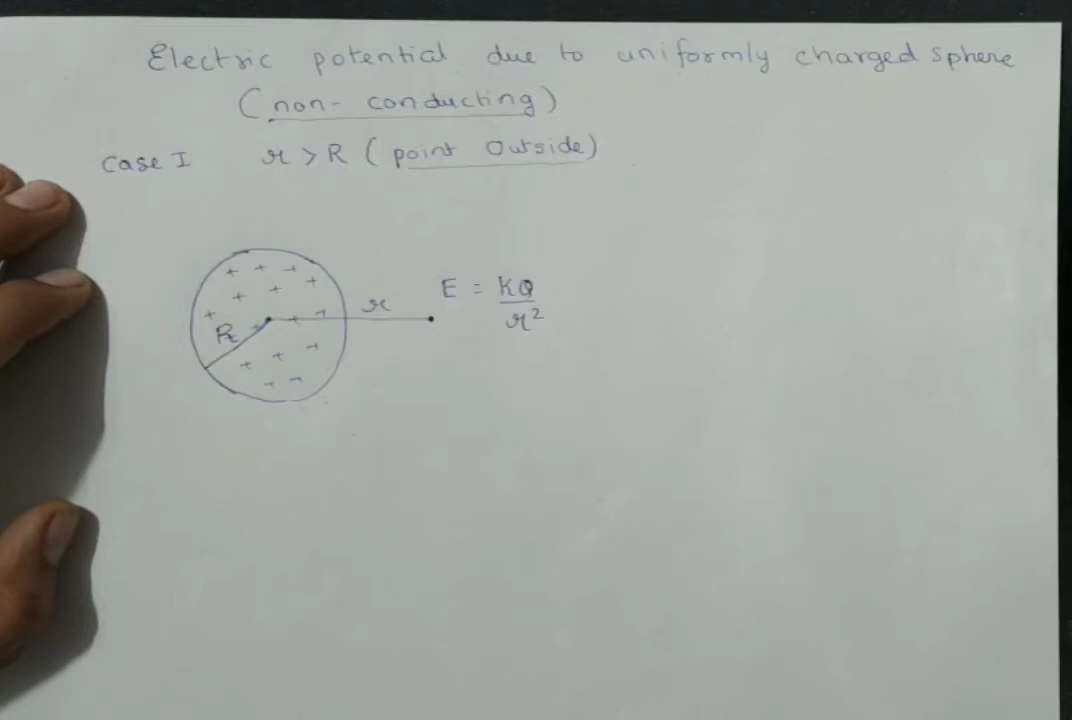 Electric potential due to uniformly charged sphere
(non-conducting)
Case I r > R (point Outside)
+ + + +
+ +
+ + + +
R r
+ + +
+ +
E = KQ/r²